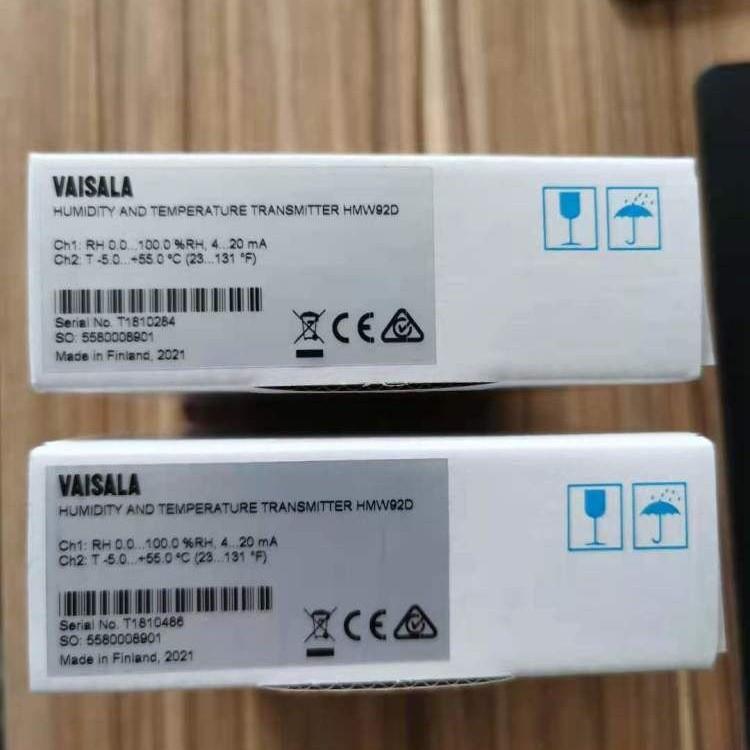 VAISALA
HUMIDITY AND TEMPERATURE TRANSMITTER HMW92D
Ch1: RH 0.0...100.0 %RH, 4...20 mA
Ch2: T -5.0...+55.0 °C (23...131 °F)
Serial No. T1810284
SO: 5580008901
Made in Finland, 2021
CE
VAISALA
HUMIDITY AND TEMPERATURE TRANSMITTER HMW92D
Ch1: RH 0.0...100.0 %RH, 4...20 mA
Ch2: T -5.0...+55.0 °C (23...131 °F)
Serial No. T1810486
SO: 5580008901
Made in Finland, 2021
CE